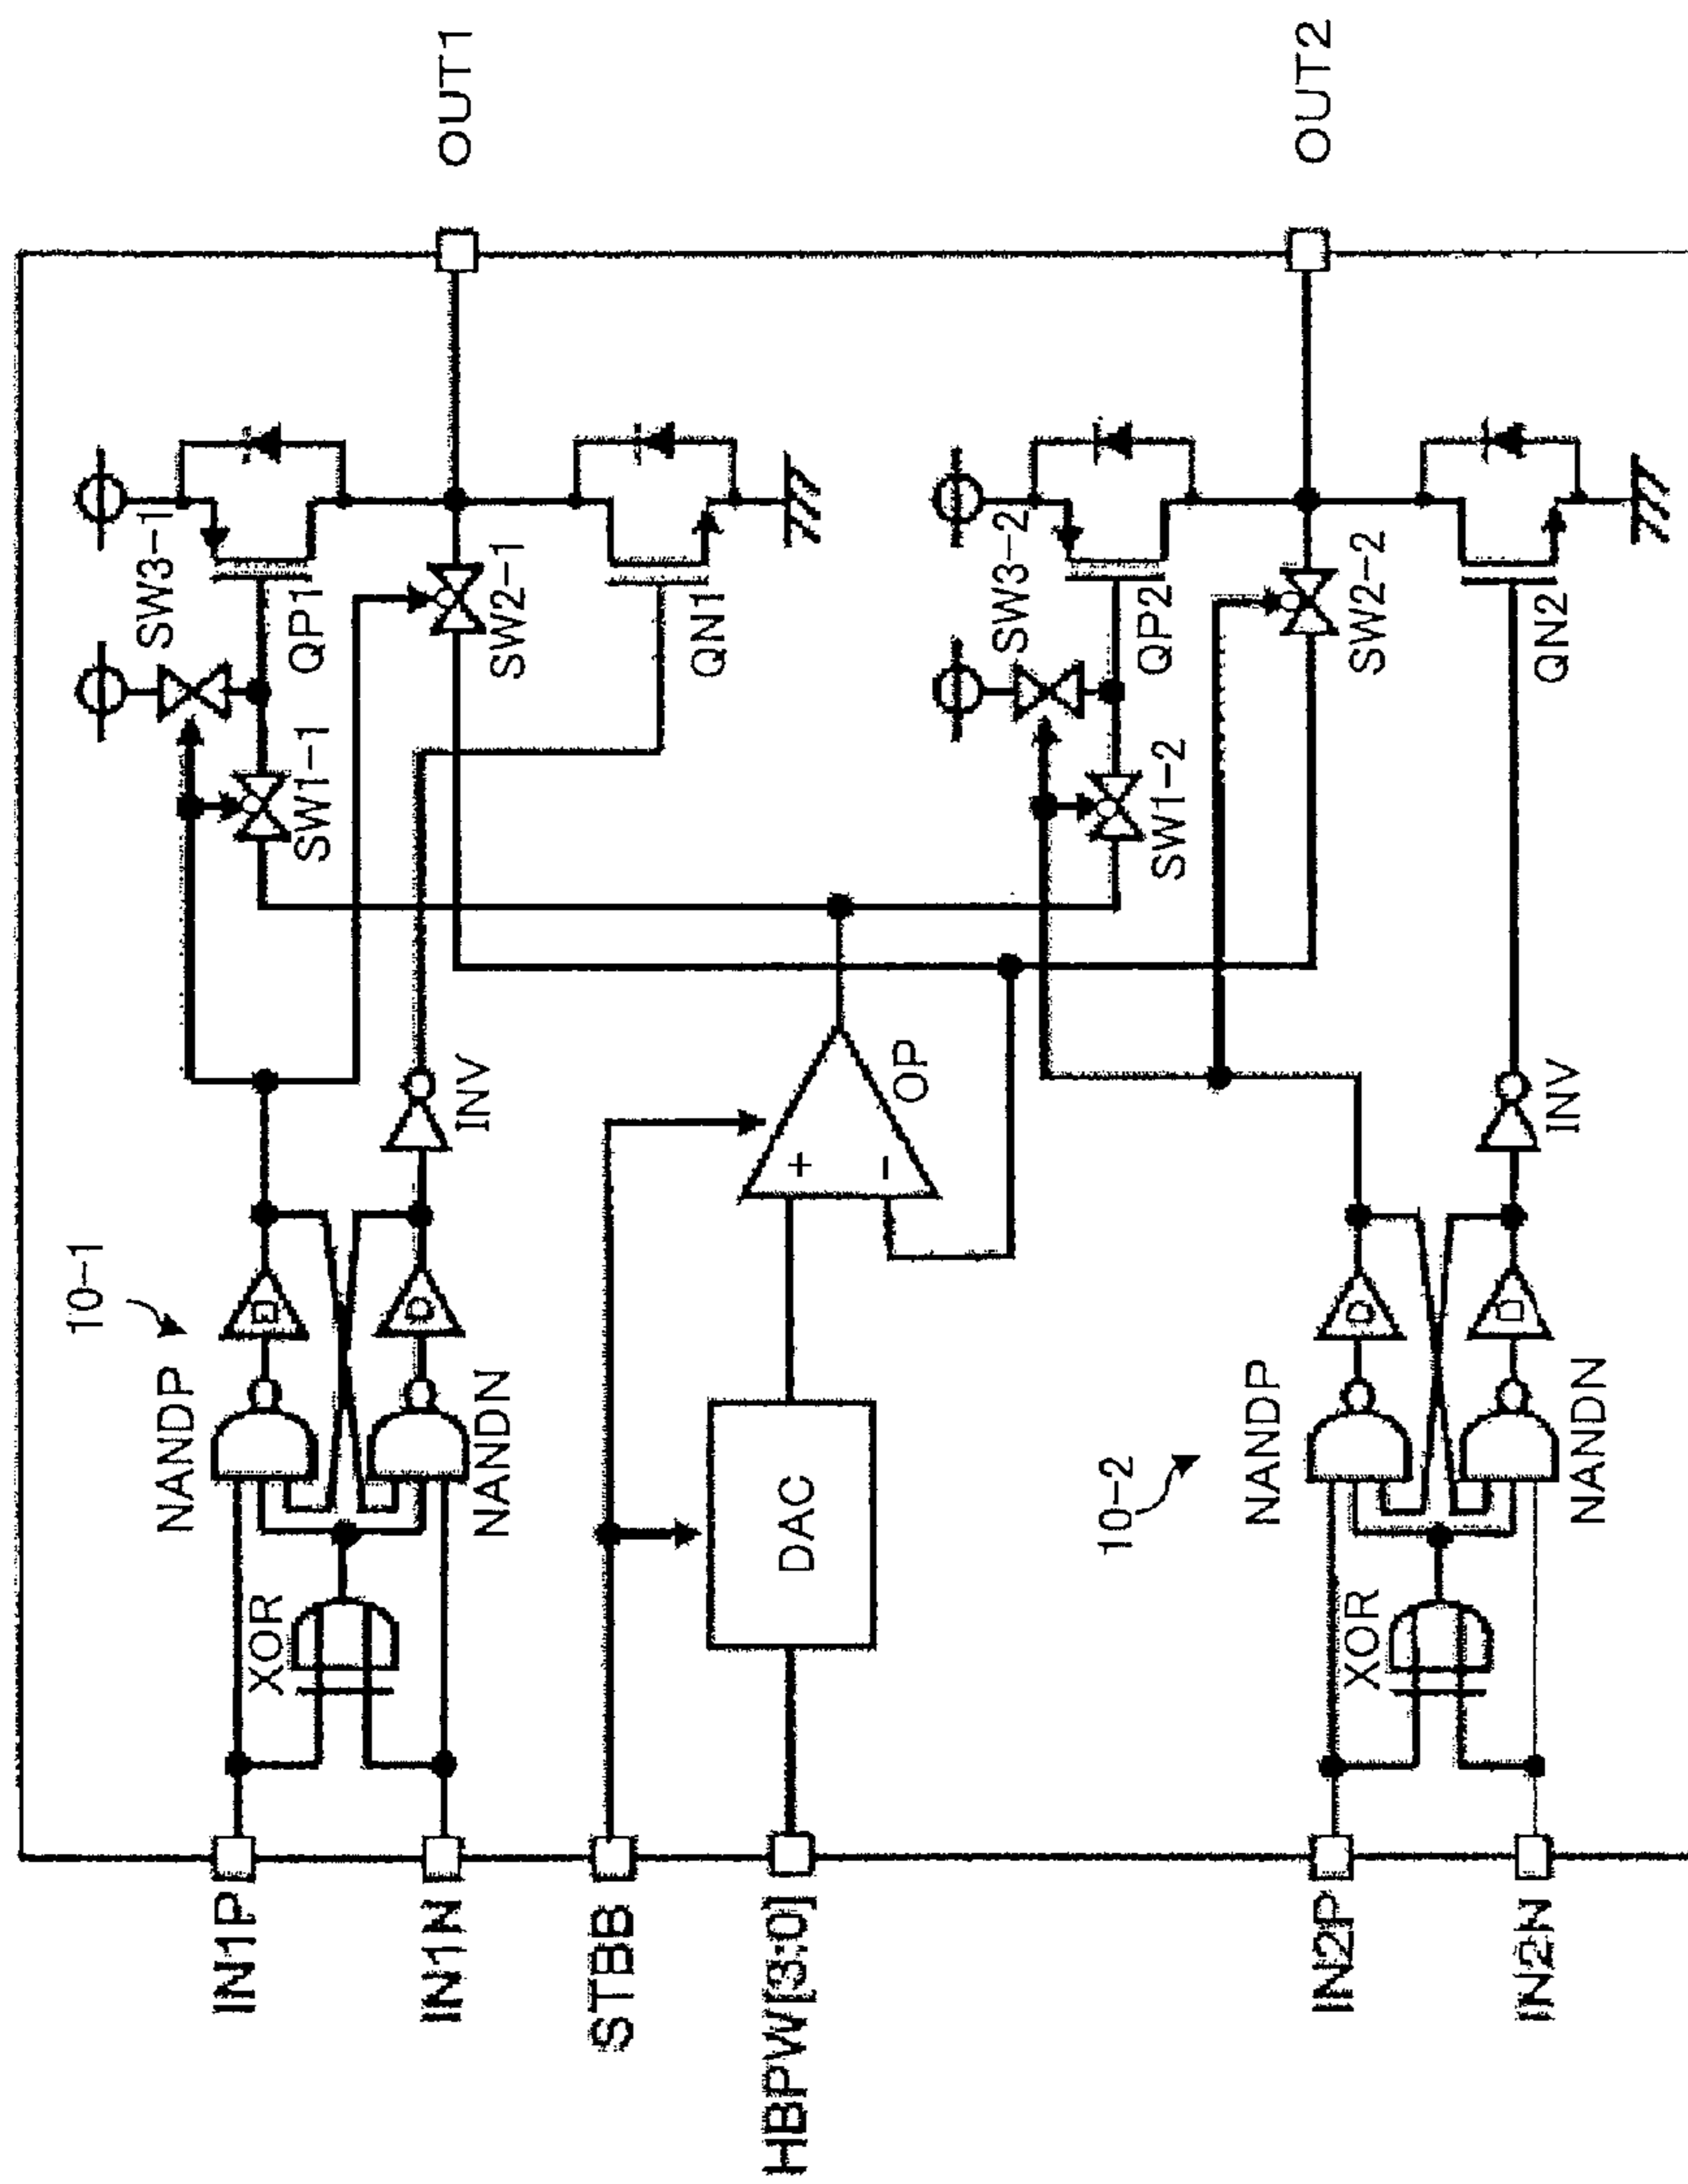 IN1P
IN1N
STBB
HBPW[3:0]
IN2P
IN2N
XOR
NANDP
NANDN
10-1
INV
DAC
+
-
OP
XOR
NANDP
NANDN
10-2
INV
SW1-1
SW3-1
QP1
SW2-1
QN1
SW1-2
SW3-2
QP2
SW2-2
QN2
OUT1
OUT2